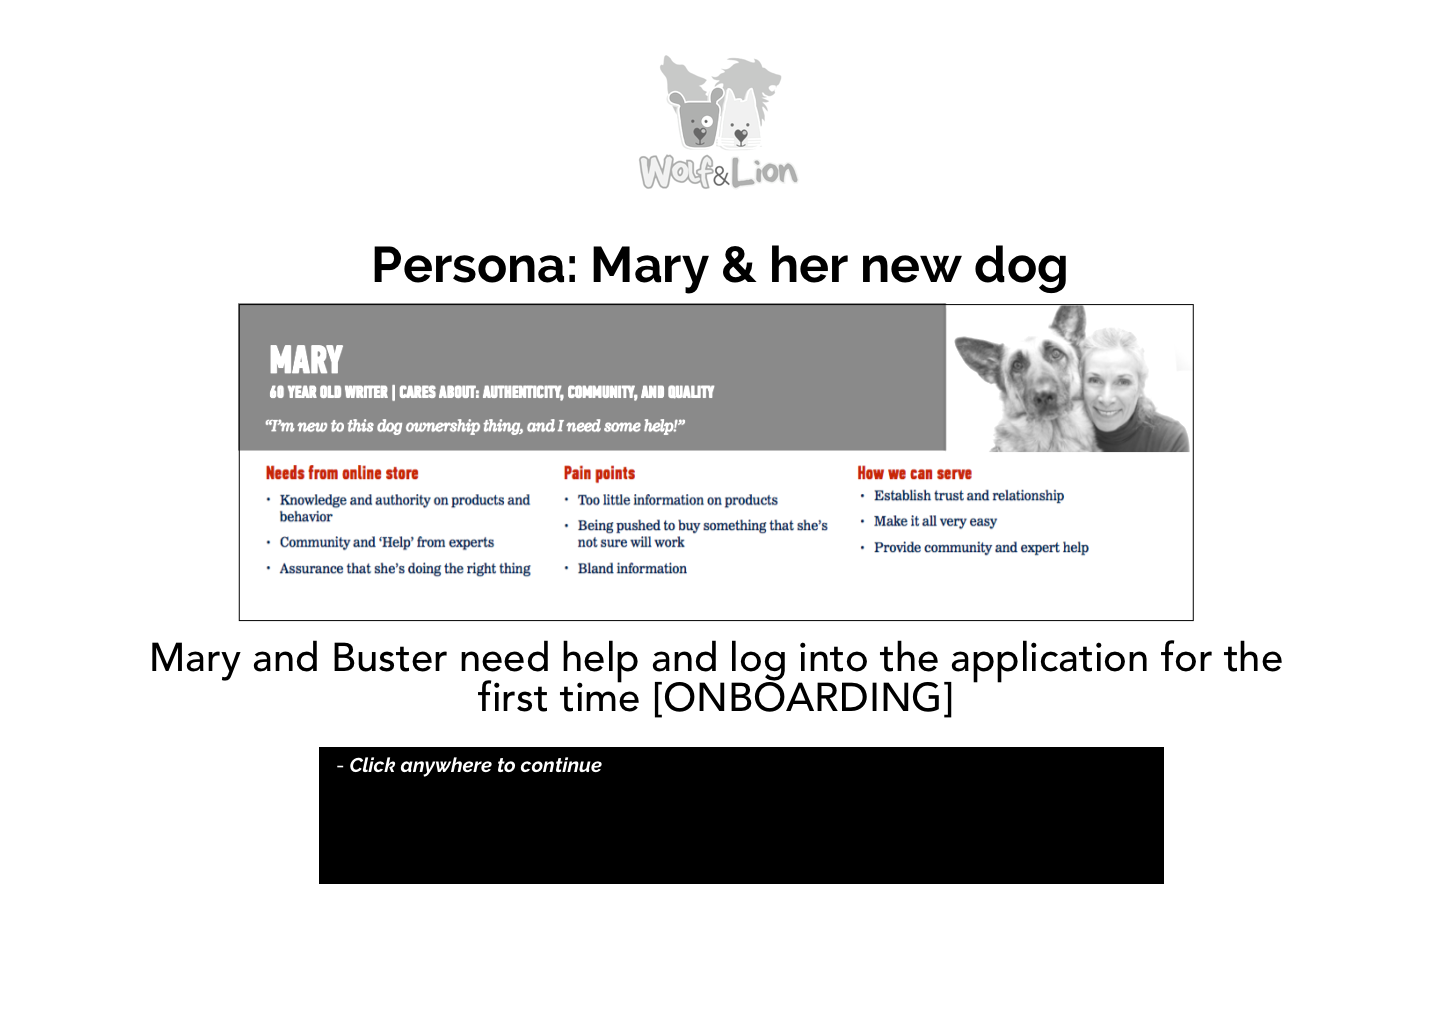 Wolf&Lion
Persona: Mary & her new dog
MARY
60 YEAR OLD WRITER | CARES ABOUT: AUTHENTICITY, COMMUNITY, AND QUALITY
“I’m new to this dog ownership thing, and I need some help!”
Needs from online store
• Knowledge and authority on products and
behavior
• Community and ‘Help’ from experts
• Assurance that she’s doing the right thing
Pain points
• Too little information on products
• Being pushed to buy something that she’s
not sure will work
• Bland information
How we can serve
• Establish trust and relationship
• Make it all very easy
• Provide community and expert help
Mary and Buster need help and log into the application for the
first time [ONBOARDING]
- Click anywhere to continue